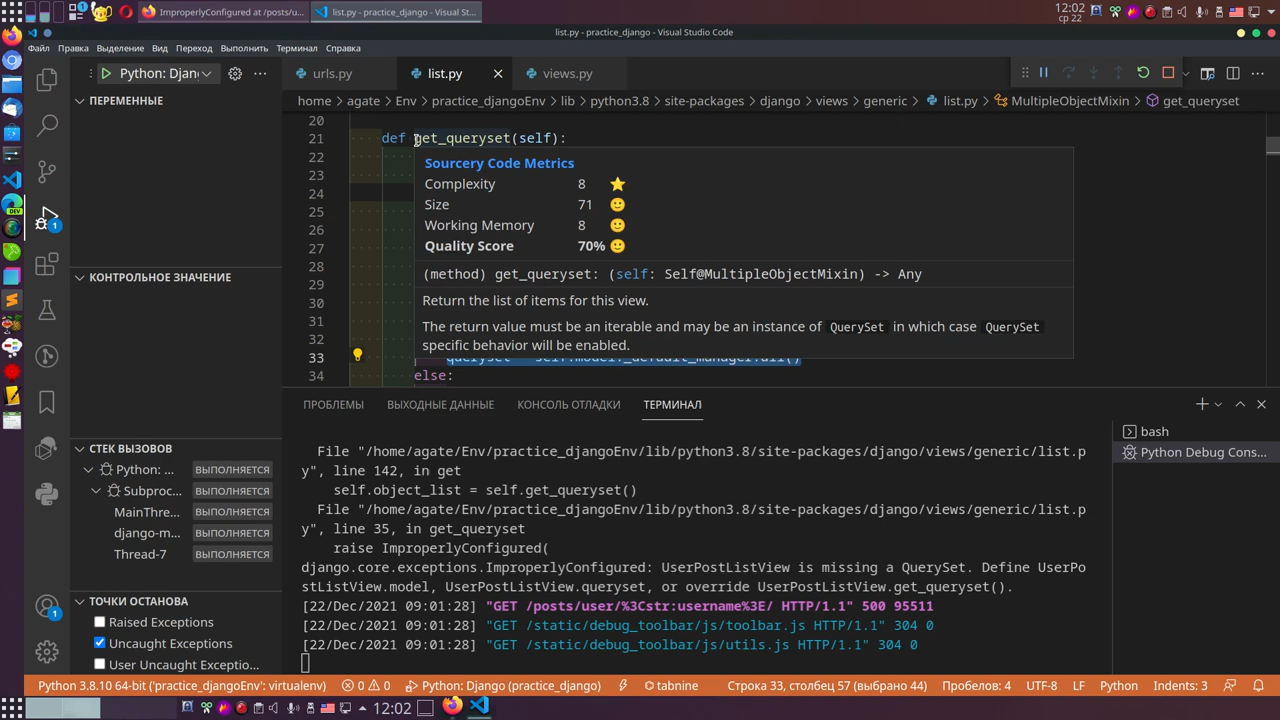 ImproperlyConfigured at /posts/u...
list.py - practice_django - Visual St...
12:02
ср 22
list.py - practice_django - Visual Studio Code
Файл Правка Выделение Вид Переход Выполнить Терминал Справка
Python: Djan
urls.py
list.py
views.py
home > agate > Env > practice_djangoEnv > lib > python3.8 > site-packages > django > views > generic > list.py > MultipleObjectMixin > get_queryset
ПЕРЕМЕННЫЕ
КОНТРОЛЬНОЕ ЗНАЧЕНИЕ
СТЕК ВЫЗОВОВ
Python: ... ВЫПОЛНЯЕТСЯ
Subproc... ВЫПОЛНЯЕТСЯ
MainThre... ВЫПОЛНЯЕТСЯ
django-m... ВЫПОЛНЯЕТСЯ
Thread-7 ВЫПОЛНЯЕТСЯ
ТОЧКИ ОСТАНОВА
Raised Exceptions
Uncaught Exceptions
User Uncaught Exceptio...
20
21 def get_queryset(self):
22
23
24
25
26
27
28
29
30
31
32
33 queryset = self.model._default_manager.all()
34 else:
Sourcery Code Metrics
Complexity 8
Size 71
Working Memory 8
Quality Score 70%
(method) get_queryset: (self: Self@MultipleObjectMixin) -> Any
Return the list of items for this view.
The return value must be an iterable and may be an instance of QuerySet in which case QuerySet
specific behavior will be enabled.
ПРОБЛЕМЫ ВЫХОДНЫЕ ДАННЫЕ КОНСОЛЬ ОТЛАДКИ ТЕРМИНАЛ
File "/home/agate/Env/practice_djangoEnv/lib/python3.8/site-packages/django/views/generic/list.p
y", line 142, in get
self.object_list = self.get_queryset()
File "/home/agate/Env/practice_djangoEnv/lib/python3.8/site-packages/django/views/generic/list.p
y", line 35, in get_queryset
raise ImproperlyConfigured(
django.core.exceptions.ImproperlyConfigured: UserPostListView is missing a QuerySet. Define UserPo
stListView.model, UserPostListView.queryset, or override UserPostListView.get_queryset().
[22/Dec/2021 09:01:28] "GET /posts/user/%3Cstr:username%3E/ HTTP/1.1" 500 95511
[22/Dec/2021 09:01:28] "GET /static/debug_toolbar/js/toolbar.js HTTP/1.1" 304 0
[22/Dec/2021 09:01:28] "GET /static/debug_toolbar/js/utils.js HTTP/1.1" 304 0
bash
Python Debug Cons...
DEV
1
1
Python 3.8.10 64-bit ('practice_djangoEnv': virtualenv) 0 0 Python: Django (practice_django) tabnine Строка 33, столбец 57 (выбрано 44) Пробелов: 4 UTF-8 LF Python Indents: 3
12:02